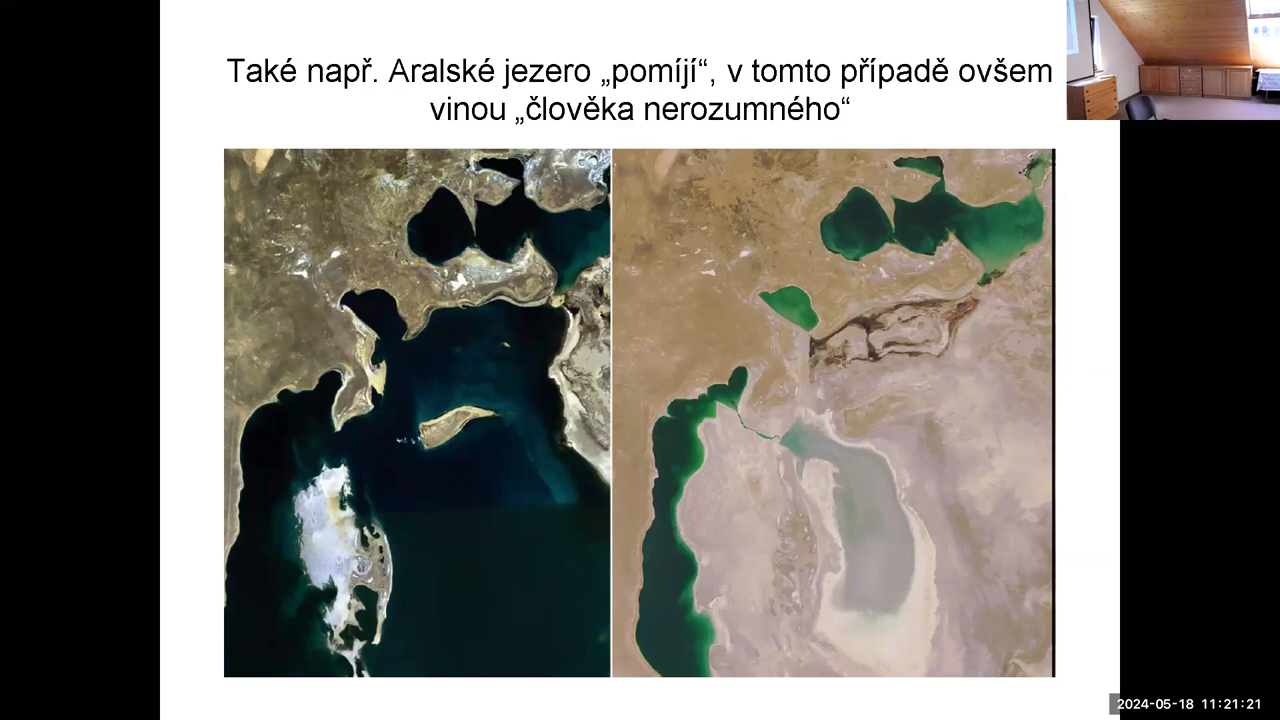 Také např. Aralské jezero „pomíjí“, v tomto případě ovšem
vinou „člověka nerozumného“
2024-05-18 11:21:21